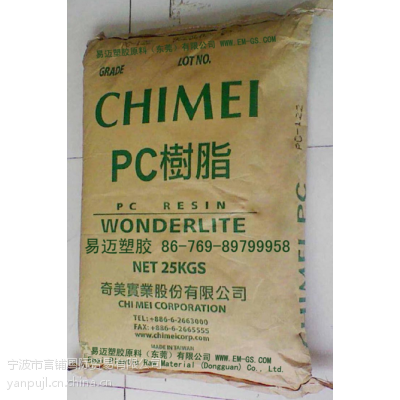 易迈塑胶原料(东莞)有限公司 WWW.EM-GS.COM
GRADE LOT NO.
CHIMEI
PC樹脂
PC RESIN
WONDERLITE
易迈塑胶 86-769-89799958
NET 25KGS
奇美實業股份有限公司
CHI MEI CORPORATION
TEL:+886-6-2663000
FAX:+886-6-2665555
www.chimeicorp.com
MADE IN TAIWAN
易迈塑胶原料(东莞)有限公司 WWW.EM-GS.COM
Raw Material (Dongguan) Co., Ltd.
PC-122
CHIMEI PC
yanpujl.cn.china.cn